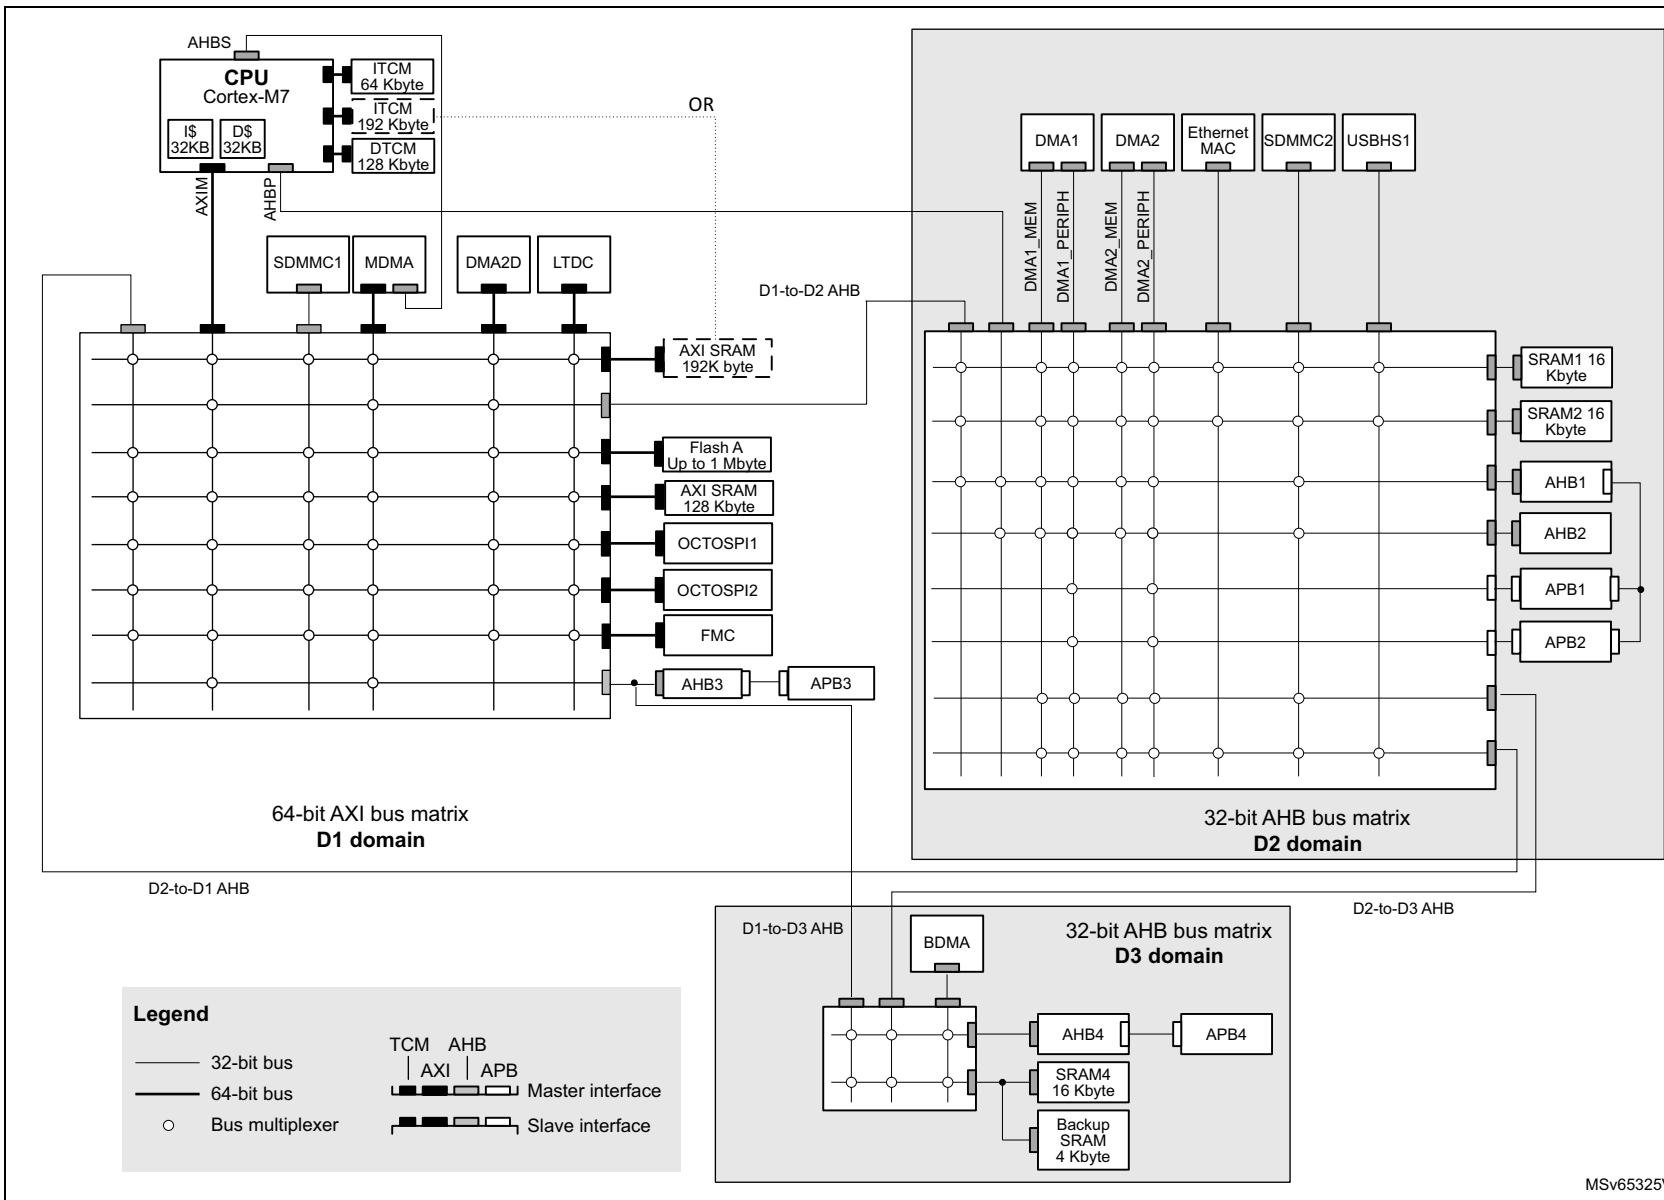 AHBS
CPU
Cortex-M7
I$
32KB
D$
32KB
ITCM
64 Kbyte
ITCM
192 Kbyte
DTCM
128 Kbyte
OR
AXIM
AHBP
SDMMC1
MDMA
DMA2D
LTDC
D1-to-D2 AHB
AXI SRAM
192K byte
Flash A
Up to 1 Mbyte
AXI SRAM
128 Kbyte
OCTOSPI1
OCTOSPI2
FMC
AHB3
APB3
64-bit AXI bus matrix
D1 domain
DMA1
DMA2
Ethernet
MAC
SDMMC2
USBHS1
DMA1_MEM
DMA1_PERIPH
DMA2_MEM
DMA2_PERIPH
SRAM1 16
Kbyte
SRAM2 16
Kbyte
AHB1
AHB2
APB1
APB2
32-bit AHB bus matrix
D2 domain
D2-to-D1 AHB
D2-to-D3 AHB
D1-to-D3 AHB
BDMA
32-bit AHB bus matrix
D3 domain
AHB4
APB4
SRAM4
16 Kbyte
Backup
SRAM
4 Kbyte
Legend
32-bit bus
64-bit bus
Bus multiplexer
TCM
AHB
AXI
APB
Master interface
Slave interface
MSv65325V